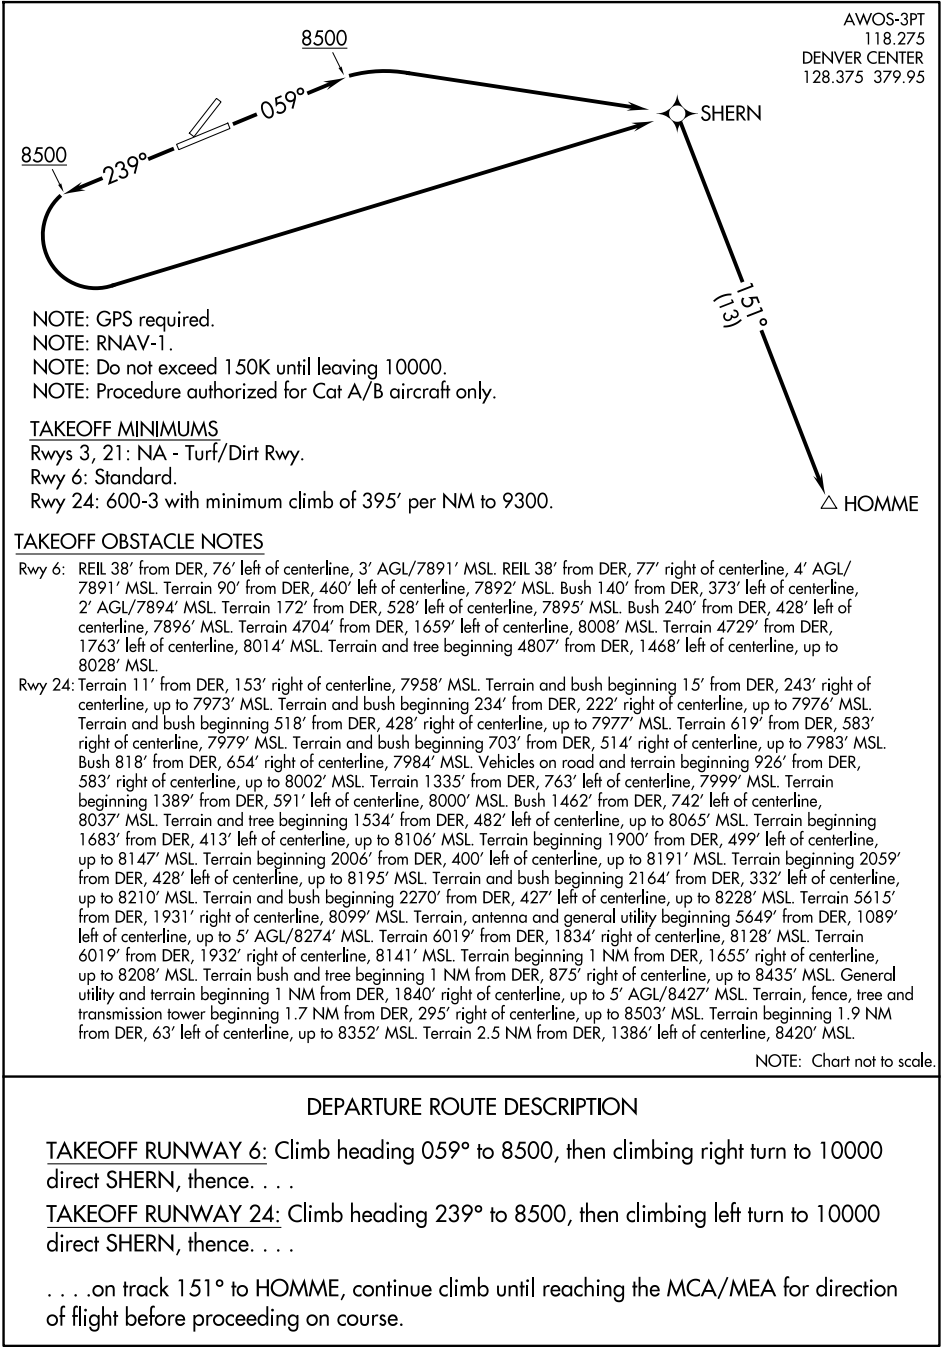 AWOS-3PT
118.275
DENVER CENTER
128.375 379.95
8500
059°
SHERN
8500
239°
151°
(13)
NOTE: GPS required.
NOTE: RNAV-1.
NOTE: Do not exceed 150K until leaving 10000.
NOTE: Procedure authorized for Cat A/B aircraft only.
TAKEOFF MINIMUMS
Rwys 3, 21: NA - Turf/Dirt Rwy.
Rwy 6: Standard.
Rwy 24: 600-3 with minimum climb of 395′ per NM to 9300.
HOMME
TAKEOFF OBSTACLE NOTES
Rwy 6: REIL 38′ from DER, 76′ left of centerline, 3′ AGL/7891′ MSL. REIL 38′ from DER, 77′ right of centerline, 4′ AGL/
7891′ MSL. Terrain 90′ from DER, 460′ left of centerline, 7892′ MSL. Bush 140′ from DER, 373′ left of centerline,
2′ AGL/7894′ MSL. Terrain 172′ from DER, 528′ left of centerline, 7895′ MSL. Bush 240′ from DER, 428′ left of
centerline, 7896′ MSL. Terrain 4704′ from DER, 1659′ left of centerline, 8008′ MSL. Terrain 4729′ from DER,
1763′ left of centerline, 8014′ MSL. Terrain and tree beginning 4807′ from DER, 1468′ left of centerline, up to
8028′ MSL.
Rwy 24: Terrain 11′ from DER, 153′ right of centerline, 7958′ MSL. Terrain and bush beginning 15′ from DER, 243′ right of
centerline, up to 7973′ MSL. Terrain and bush beginning 234′ from DER, 222′ right of centerline, up to 7976′ MSL.
Terrain and bush beginning 518′ from DER, 428′ right of centerline, up to 7977′ MSL. Terrain 619′ from DER, 583′
right of centerline, 7979′ MSL. Terrain and bush beginning 703′ from DER, 514′ right of centerline, up to 7983′ MSL.
Bush 818′ from DER, 654′ right of centerline, 7984′ MSL. Vehicles on road and terrain beginning 926′ from DER,
583′ right of centerline, up to 8002′ MSL. Terrain 1335′ from DER, 763′ left of centerline, 7999′ MSL. Terrain
beginning 1389′ from DER, 591′ left of centerline, 8000′ MSL. Bush 1462′ from DER, 742′ left of centerline,
8037′ MSL. Terrain and tree beginning 1534′ from DER, 482′ left of centerline, up to 8065′ MSL. Terrain beginning
1683′ from DER, 413′ left of centerline, up to 8106′ MSL. Terrain beginning 1900′ from DER, 499′ left of centerline,
up to 8147′ MSL. Terrain beginning 2006′ from DER, 400′ left of centerline, up to 8191′ MSL. Terrain beginning 2059′
from DER, 428′ left of centerline, up to 8195′ MSL. Terrain and bush beginning 2164′ from DER, 332′ left of centerline,
up to 8210′ MSL. Terrain and bush beginning 2270′ from DER, 427′ left of centerline, up to 8228′ MSL. Terrain 5615′
from DER, 1931′ right of centerline, 8099′ MSL. Terrain, antenna and general utility beginning 5649′ from DER, 1089′
left of centerline, up to 5′ AGL/8274′ MSL. Terrain 6019′ from DER, 1834′ right of centerline, 8128′ MSL. Terrain
6019′ from DER, 1932′ right of centerline, 8141′ MSL. Terrain beginning 1 NM from DER, 1655′ right of centerline,
up to 8208′ MSL. Terrain bush and tree beginning 1 NM from DER, 875′ right of centerline, up to 8435′ MSL. General
utility and terrain beginning 1 NM from DER, 1840′ right of centerline, up to 5′ AGL/8427′ MSL. Terrain, fence, tree and
transmission tower beginning 1.7 NM from DER, 295′ right of centerline, up to 8503′ MSL. Terrain beginning 1.9 NM
from DER, 63′ left of centerline, up to 8352′ MSL. Terrain 2.5 NM from DER, 1386′ left of centerline, 8420′ MSL.
NOTE: Chart not to scale.
DEPARTURE ROUTE DESCRIPTION
TAKEOFF RUNWAY 6: Climb heading 059° to 8500, then climbing right turn to 10000
direct SHERN, thence. . . .
TAKEOFF RUNWAY 24: Climb heading 239° to 8500, then climbing left turn to 10000
direct SHERN, thence. . . .
. . . .on track 151° to HOMME, continue climb until reaching the MCA/MEA for direction
of flight before proceeding on course.